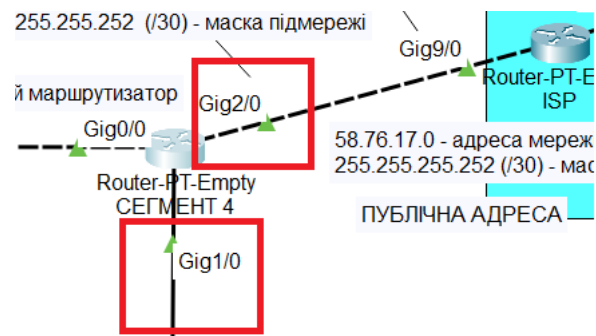 255.255.252 (/30) - маска підмережі
Gig9/0
Router-PT-E
ISP
й маршрутизатор
Gig2/0
Gig0/0
58.76.17.0 - адреса мереж
255.255.255.252 (/30) - мас
Router-PT-Empty
СЕГМЕНТ 4
ПУБЛІЧНА АДРЕСА
Gig1/0